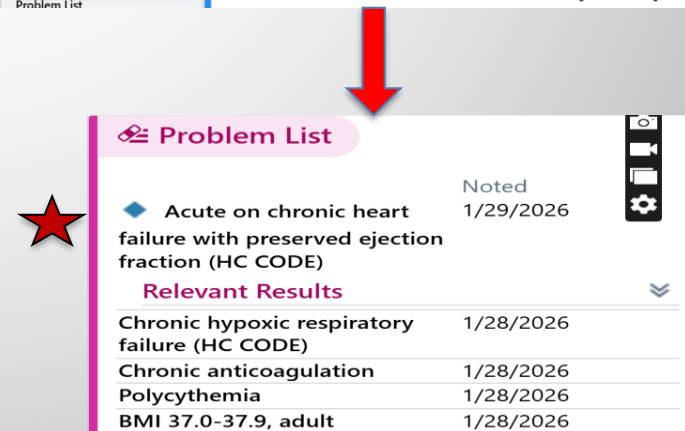 Problem List
Problem List
Noted
Acute on chronic heart 1/29/2026
failure with preserved ejection
fraction (HC CODE)
Relevant Results
Chronic hypoxic respiratory 1/28/2026
failure (HC CODE)
Chronic anticoagulation 1/28/2026
Polycythemia 1/28/2026
BMI 37.0-37.9, adult 1/28/2026